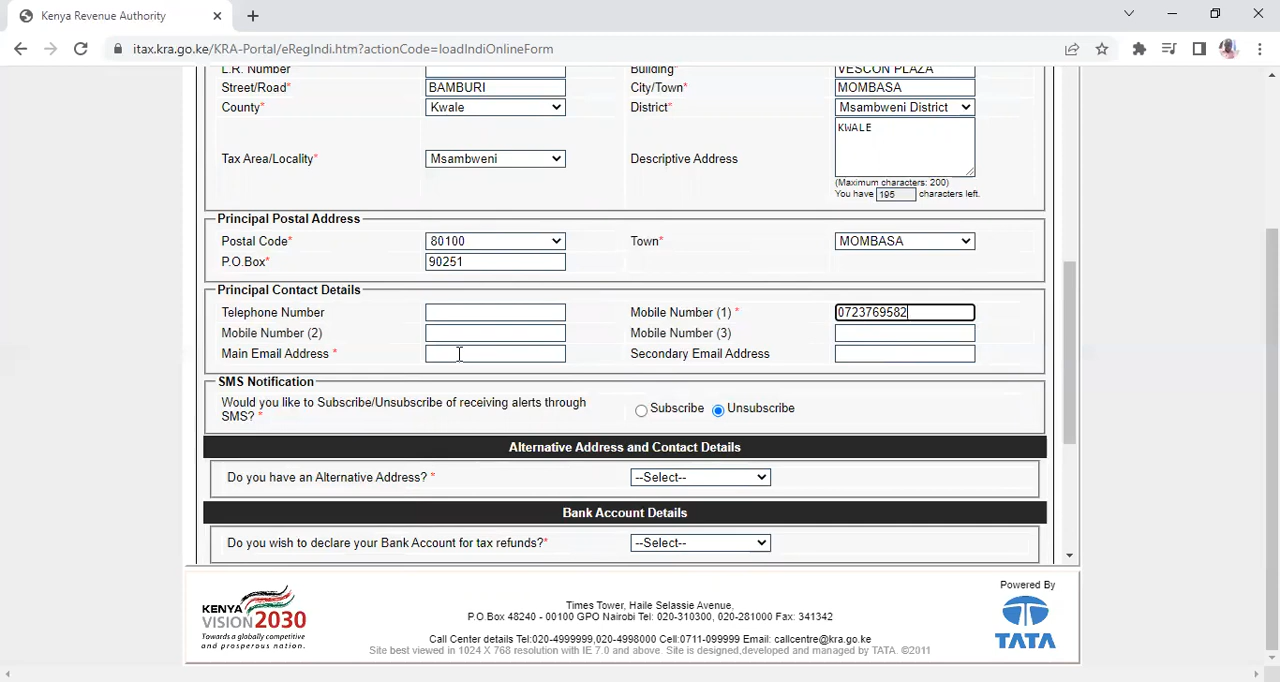 Kenya Revenue Authority
itax.kra.go.ke/KRA-Portal/eRegIndi.htm?actionCode=loadIndiOnlineForm
L.R. Number Building* VESCON PLAZA
Street/Road* BAMBURI City/Town* MOMBASA
County* Kwale District* Msambweni District
KWALE
Tax Area/Locality* Msambweni Descriptive Address
(Maximum characters: 200)
You have 195 characters left.
Principal Postal Address
Postal Code* 80100 Town* MOMBASA
P.O.Box* 90251
Principal Contact Details
Telephone Number Mobile Number (1) * 0723769582
Mobile Number (2) Mobile Number (3)
Main Email Address * Secondary Email Address
SMS Notification
Would you like to Subscribe/Unsubscribe of receiving alerts through
SMS? * Subscribe Unsubscribe
Alternative Address and Contact Details
Do you have an Alternative Address? * --Select--
Bank Account Details
Do you wish to declare your Bank Account for tax refunds?* --Select--
KENYA
VISION 2030
Towards a globally competitive
and prosperous nation.
Times Tower, Haile Selassie Avenue,
P.O Box 48240 - 00100 GPO Nairobi Tel: 020-310300, 020-281000 Fax: 341342
Call Center details Tel:020-4999999,020-4998000 Cell:0711-099999 Email: callcentre@kra.go.ke
Site best viewed in 1024 X 768 resolution with IE 7.0 and above. Site is designed,developed and managed by TATA. ©2011
Powered By
TATA